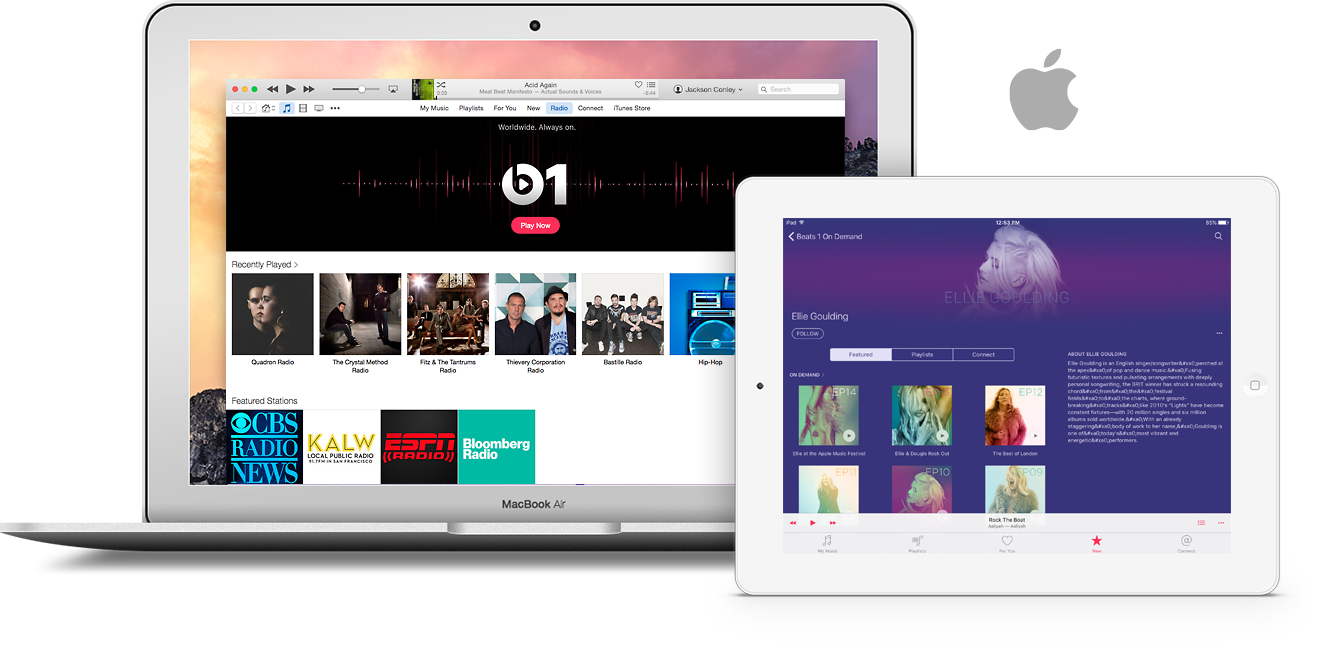 Acid Again
Meat Beat Manifesto — Actual Sounds & Voices
0:00
-5:44
Jackson Conley
Search
My Music Playlists For You New Radio Connect iTunes Store
Worldwide. Always on.
b1
Play Now
Recently Played >
Quadron Radio
The Crystal Method
Radio
Fitz & The Tantrums
Radio
Thievery Corporation
Radio
Bastille Radio
Hip-Hop
Featured Stations
CBS
RADIO
NEWS
KALW
LOCAL PUBLIC RADIO
91.7FM IN SAN FRANCISCO
ESPN
((RADIO))
Bloomberg
Radio
MacBook Air
iPad
12:53 PM
85%
Beats 1 On Demand
ELLIE GOULDING
Ellie Goulding
FOLLOW
Featured Playlists Connect
ON DEMAND >
EP14
Ellie at the Apple Music Festival
Ellie & Dougie Rock Out
EP12
The Best of London
EP11
EP10
EP09
ABOUT ELLIE GOULDING
Ellie Goulding is an English singer/songwriter&#xa0;perched at
the apex&#xa0;of pop and dance music.&#xa0;Fusing
futuristic textures and pulsating arrangements with deeply
personal songwriting, the BRIT winner has struck a resounding
chord&#xa0;from&#xa0;the&#xa0;festival
fields&#xa0;to&#xa0;the charts, where ground-
breaking&#xa0;tracks&#xa0;like 2010's "Lights" have become
constant fixtures—with 20 million singles and six million
albums sold worldwide.&#xa0;With an already
staggering&#xa0;body of work to her name,&#xa0;Goulding is
one of&#xa0;today's&#xa0;most vibrant and
energetic&#xa0;performers.
Rock The Boat
Aaliyah — Aaliyah
My Music
Playlists
For You
New
Connect